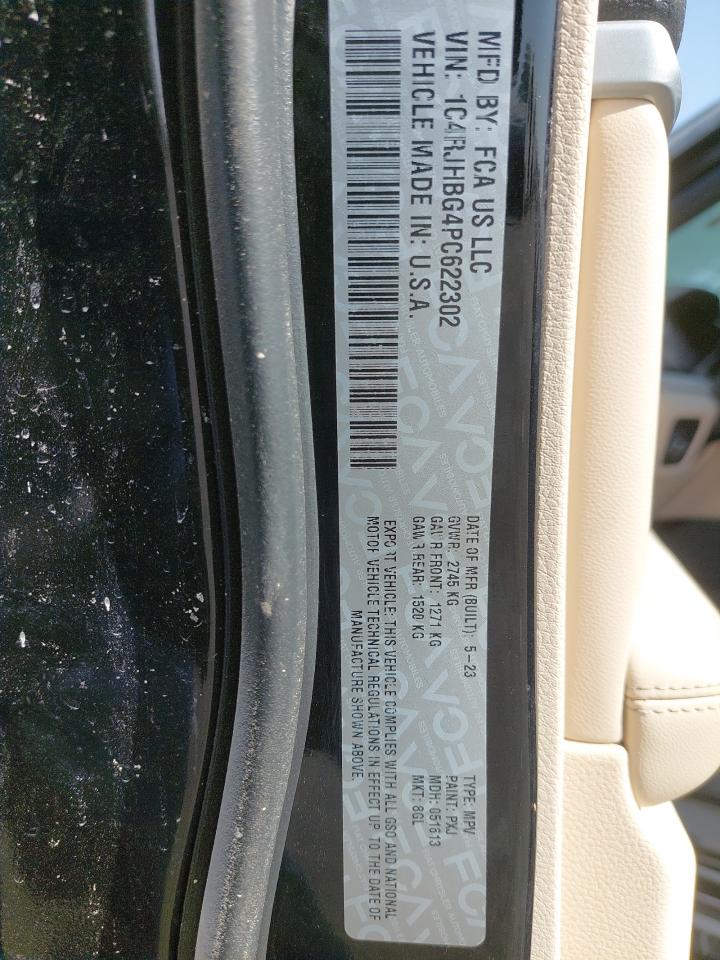 MFD BY: FCA US LLC
VIN: 1C4RJHBG4PC622302
VEHICLE MADE IN: U.S.A.
DATE OF MFR (BUILT): 5-23
GVWR: 2745 KG
GAWR FRONT: 1271 KG
GAWR REAR: 1520 KG
TYPE: MPV
PAINT: PXJ
MDH: 051613
MKT: 8GL
EXPORT VEHICLE: THIS VEHICLE COMPLIES WITH ALL GSO AND NATIONAL
MOTOR VEHICLE TECHNICAL REGULATIONS IN EFFECT UP TO THE DATE OF
MANUFACTURE SHOWN ABOVE.